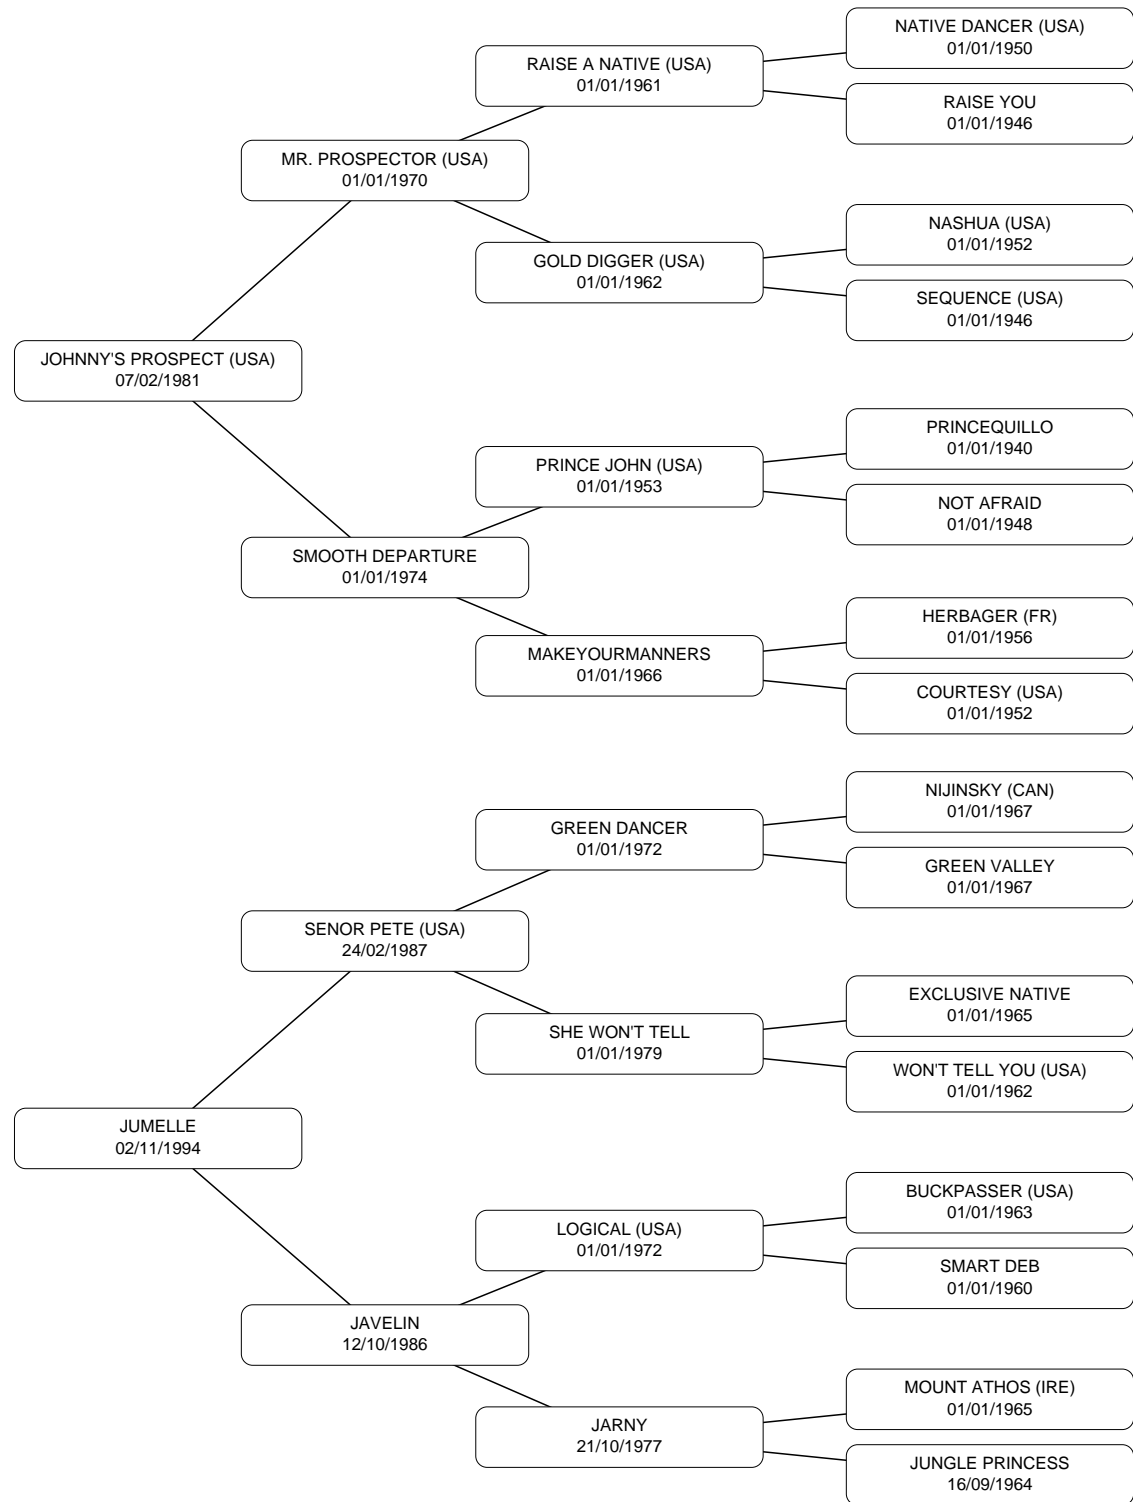 NATIVE DANCER (USA)
01/01/1950
RAISE A NATIVE (USA)
01/01/1961
RAISE YOU
01/01/1946
MR. PROSPECTOR (USA)
01/01/1970
NASHUA (USA)
01/01/1952
GOLD DIGGER (USA)
01/01/1962
SEQUENCE (USA)
01/01/1946
JOHNNY'S PROSPECT (USA)
07/02/1981
PRINCEQUILLO
01/01/1940
PRINCE JOHN (USA)
01/01/1953
NOT AFRAID
01/01/1948
SMOOTH DEPARTURE
01/01/1974
HERBAGER (FR)
01/01/1956
MAKEYOURMANNERS
01/01/1966
COURTESY (USA)
01/01/1952
NIJINSKY (CAN)
01/01/1967
GREEN DANCER
01/01/1972
GREEN VALLEY
01/01/1967
SENOR PETE (USA)
24/02/1987
EXCLUSIVE NATIVE
01/01/1965
SHE WON'T TELL
01/01/1979
WON'T TELL YOU (USA)
01/01/1962
JUMELLE
02/11/1994
BUCKPASSER (USA)
01/01/1963
LOGICAL (USA)
01/01/1972
SMART DEB
01/01/1960
JAVELIN
12/10/1986
MOUNT ATHOS (IRE)
01/01/1965
JARNY
21/10/1977
JUNGLE PRINCESS
16/09/1964